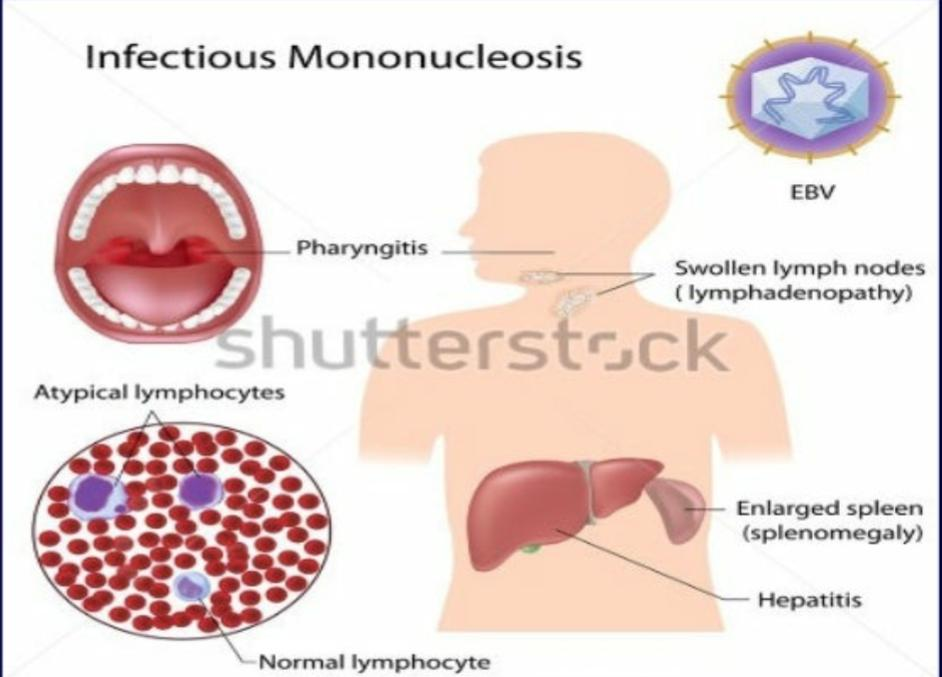 Infectious Mononucleosis
EBV
Pharyngitis
Swollen lymph nodes
( lymphadenopathy)
shutterstock
Atypical lymphocytes
Enlarged spleen
(splenomegaly)
Hepatitis
Normal lymphocyte